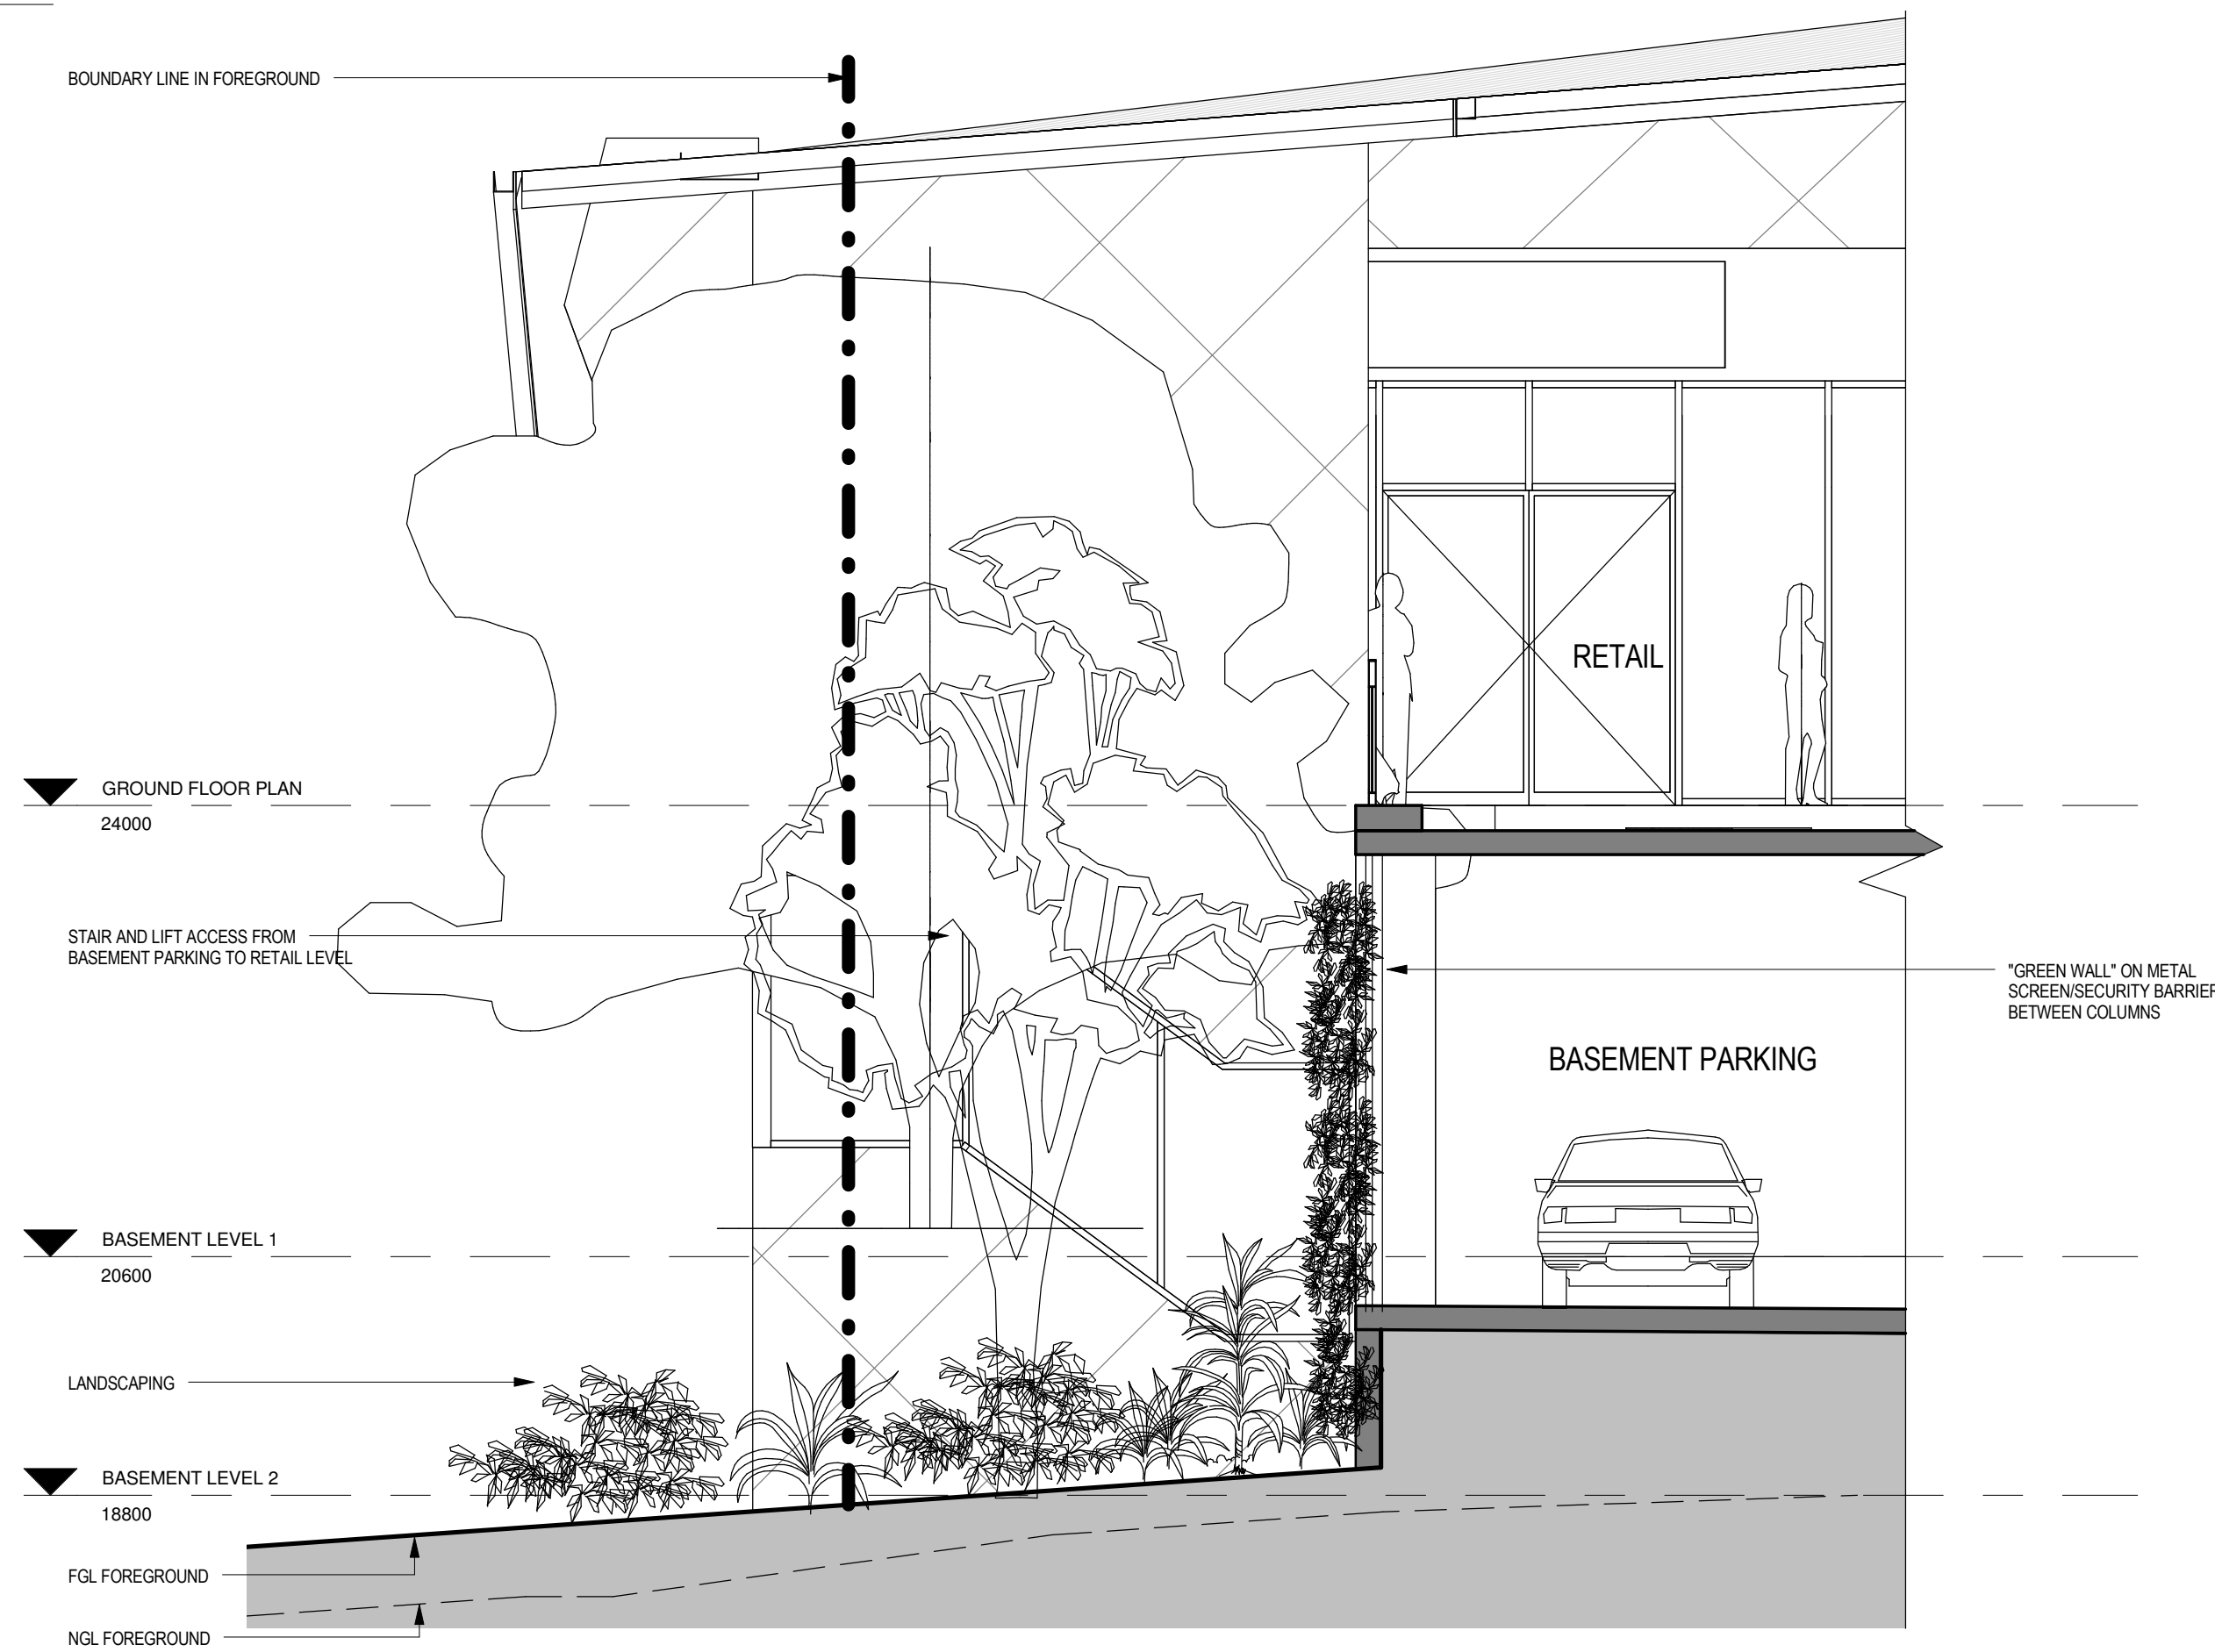 BOUNDARY LINE IN FOREGROUND
RETAIL
GROUND FLOOR PLAN
24000
STAIR AND LIFT ACCESS FROM
BASEMENT PARKING TO RETAIL LEVEL
"GREEN WALL" ON METAL
SCREEN/SECURITY BARRIER
BETWEEN COLUMNS
BASEMENT PARKING
BASEMENT LEVEL 1
20600
LANDSCAPING
BASEMENT LEVEL 2
18800
FGL FOREGROUND
NGL FOREGROUND